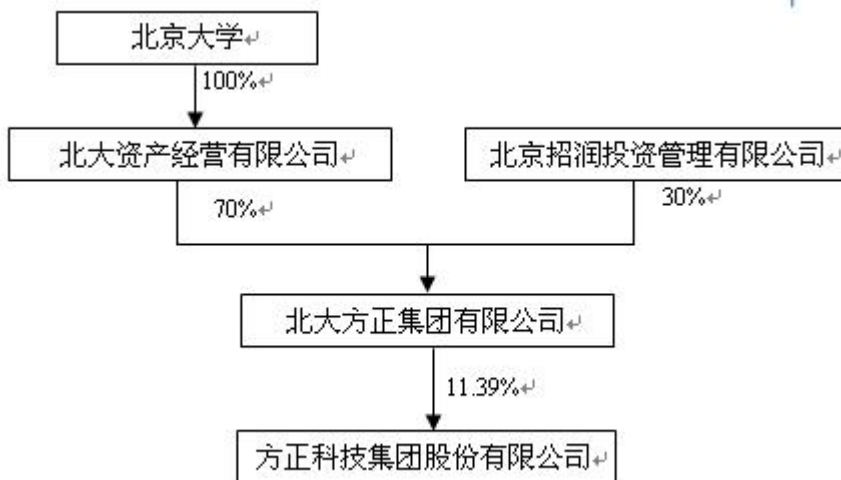 北京大学
100%
北大资产经营有限公司
北京招润投资管理有限公司
70%
30%
北大方正集团有限公司
11.39%
方正科技集团股份有限公司